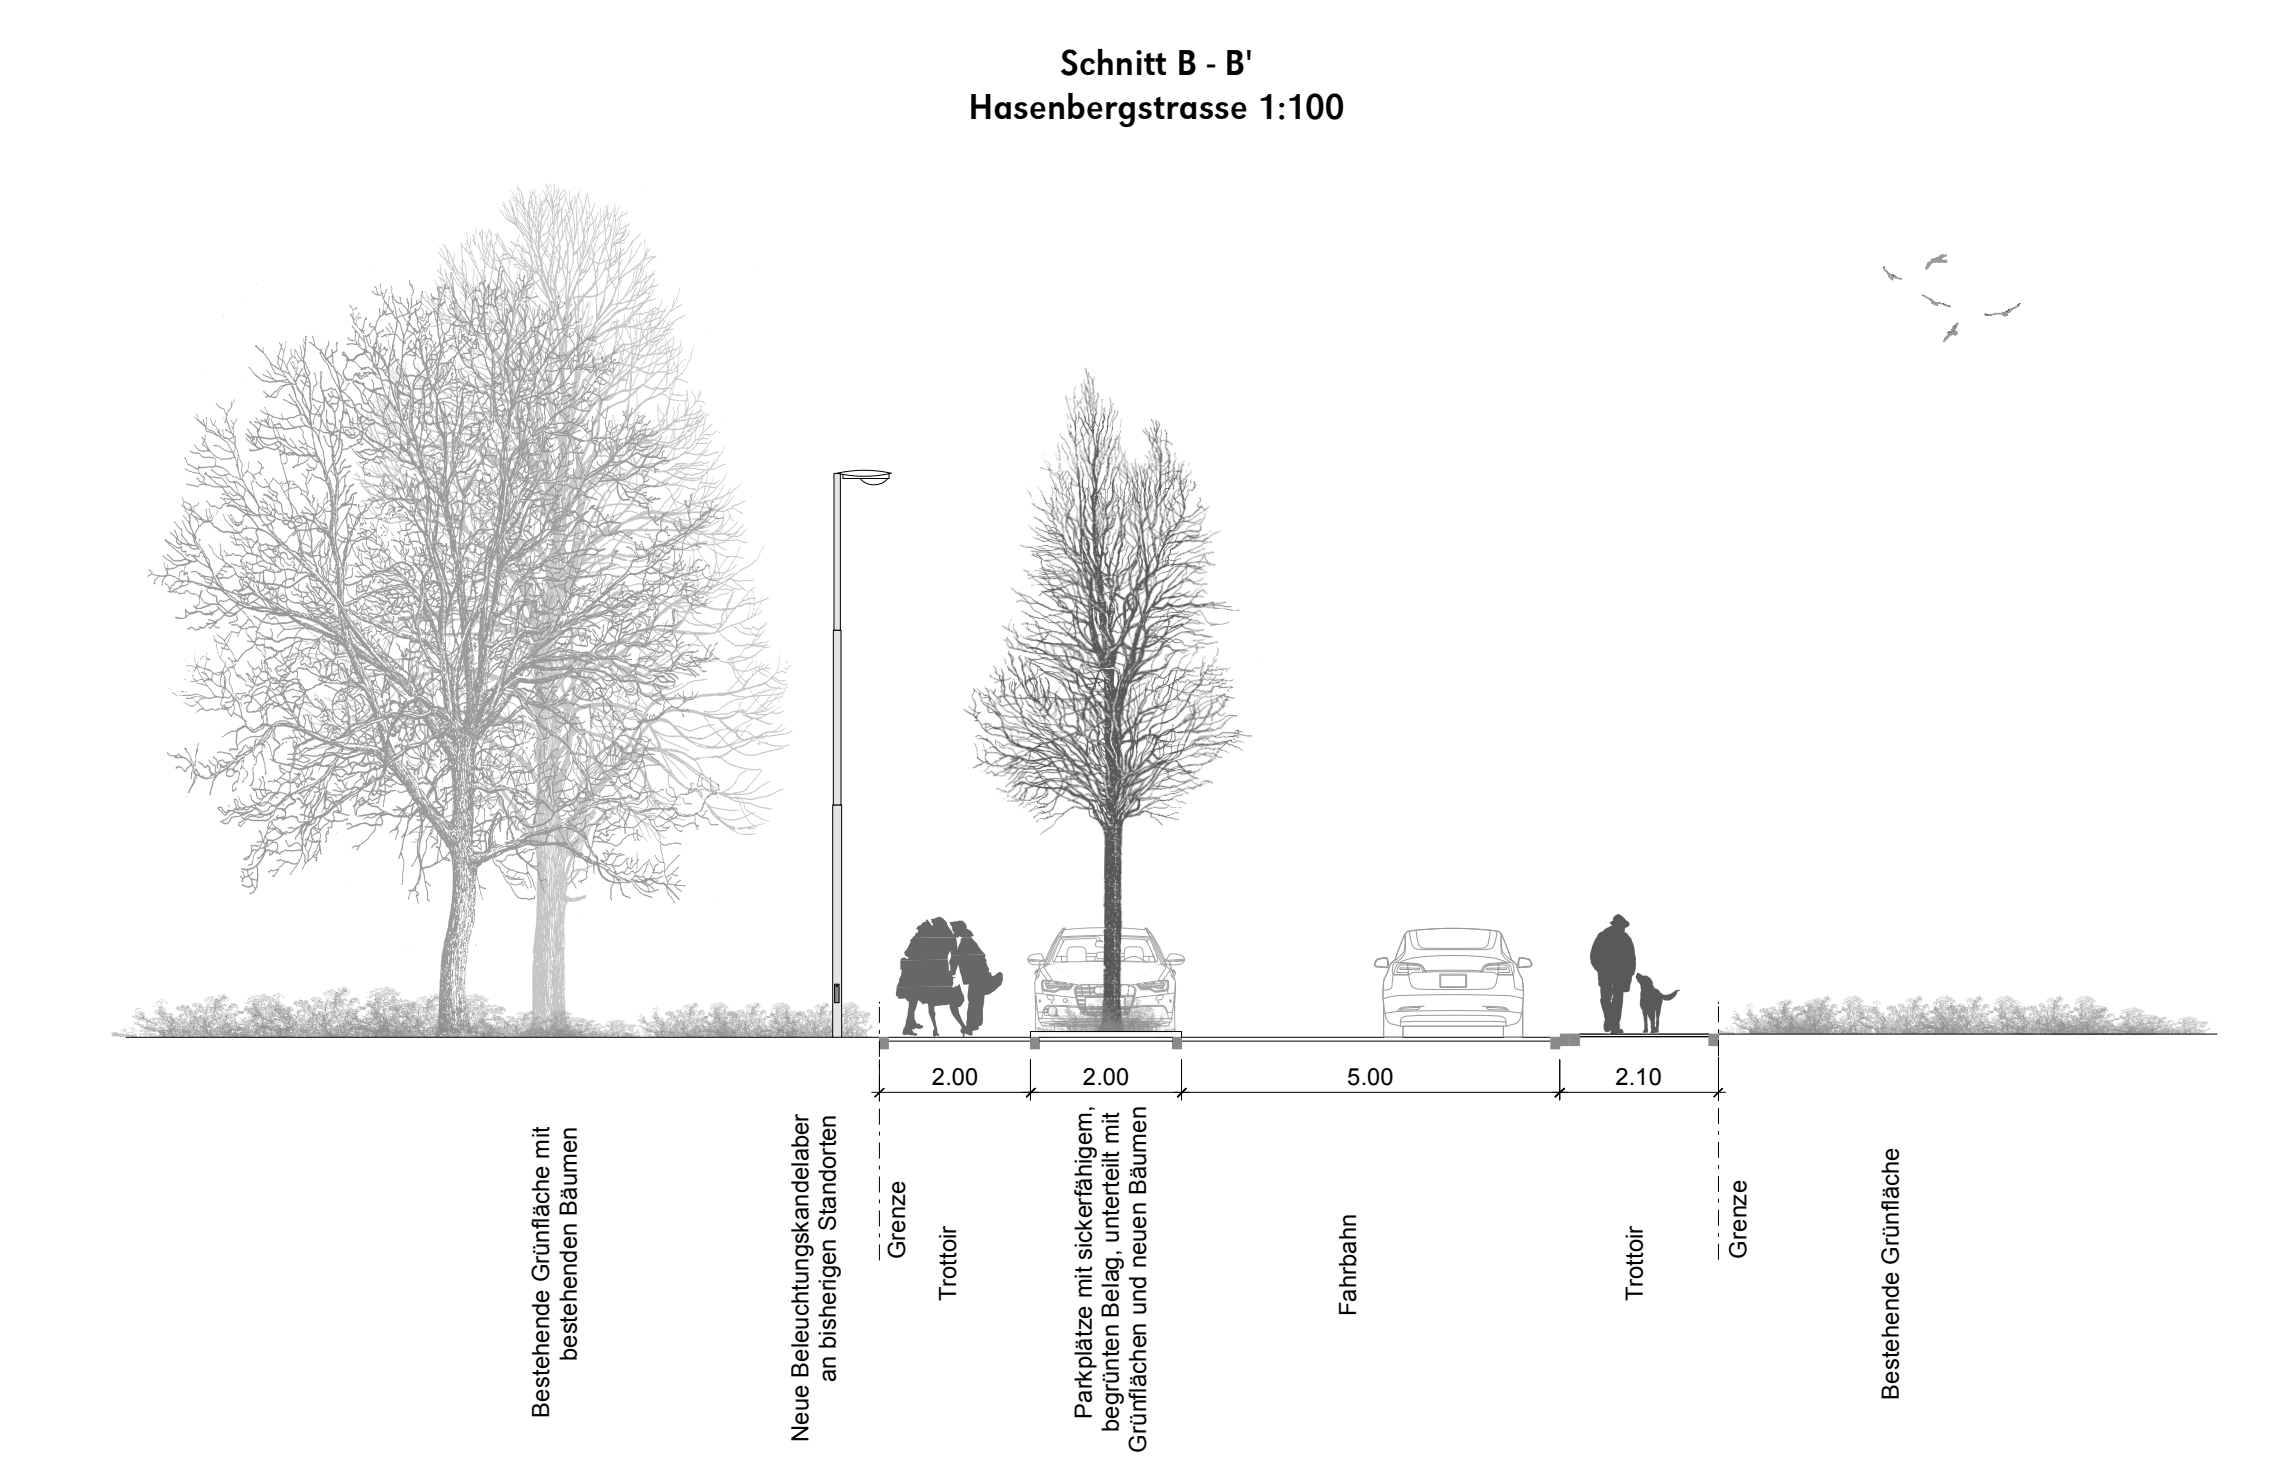 Schnitt B - B'
Hasenbergstrasse 1:100
2.00
2.00
5.00
2.10
Bestehende Grünfläche mit
bestehenden Bäumen
Neue Beleuchtungskandelaber
an bisherigen Standorten
Grenze
Trottoir
Parkplätze mit sickerfähigem,
begrünten Belag, unterteilt mit
Grünflächen und neuen Bäumen
Fahrbahn
Trottoir
Grenze
Bestehende Grünfläche